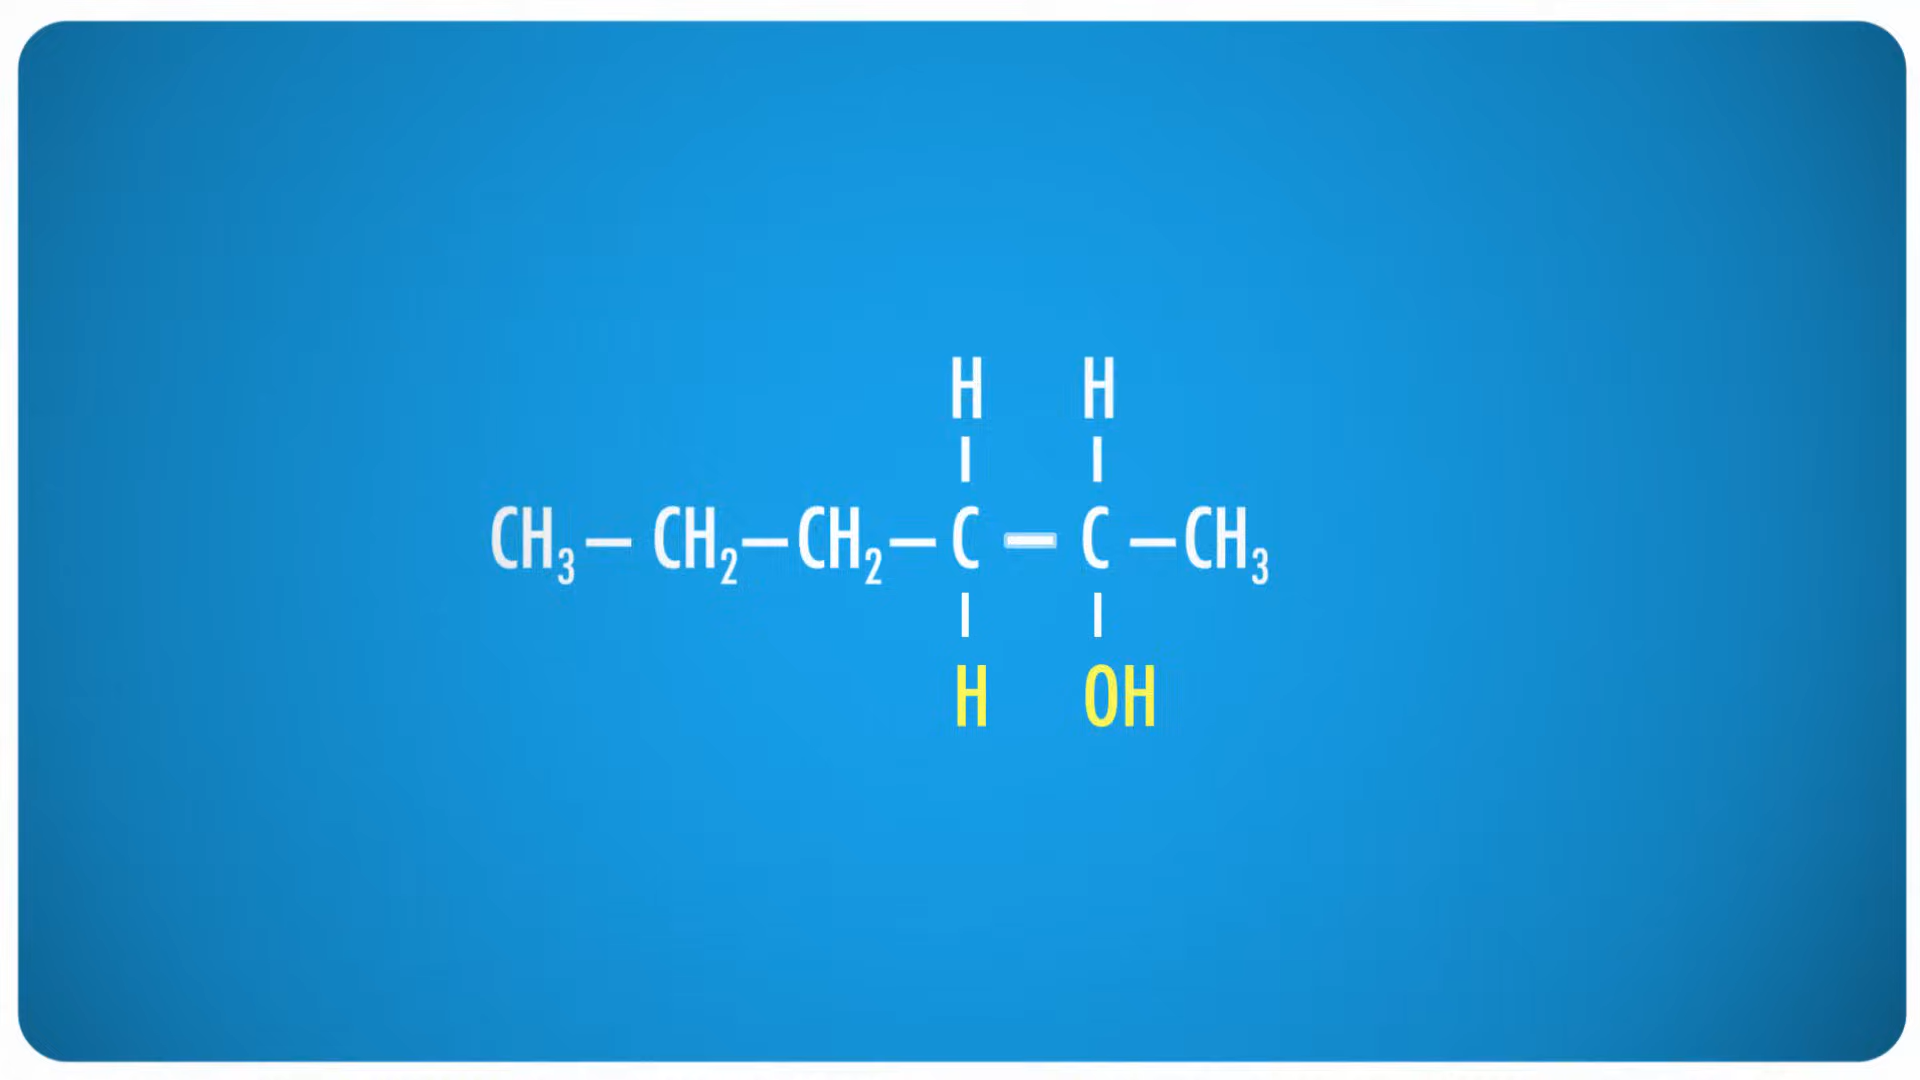 H H
CH₃ — CH₂ — CH₂ — C — C — CH₃
H OH